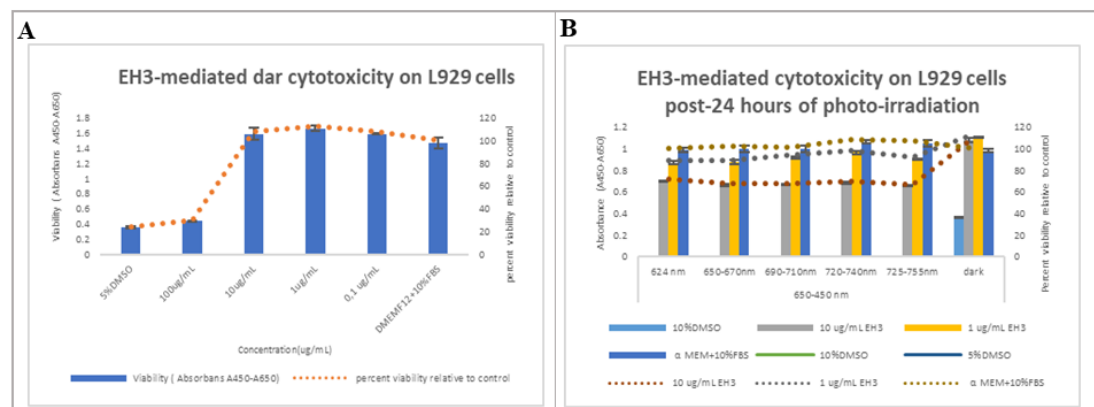 A
EH3-mediated dar cytotoxicity on L929 cells
Viability ( Absorbans A450-A650)
1.8
1.6
1.4
1.2
1
0.8
0.6
0.4
0.2
0
120
100
80
60
40
20
0
percent viability relative to control
5%DMSO
100ug/mL
10ug/mL
1ug/mL
0,1 ug/mL
DMEMF12+10%FBS
Concentration(ug/mL)
Viability ( Absorbans A450-A650)
percent viability relative to control
B
EH3-mediated cytotoxicity on L929 cells
post-24 hours of photo-irradiation
Absorbance (A450-A650)
1.2
1
0.8
0.6
0.4
0.2
0
120
100
80
60
40
20
0
Percent viability relative to control
624 nm
650-670nm
690-710nm
720-740nm
725-755nm
dark
650-450 nm
10%DMSO
10 ug/mL EH3
1 ug/mL EH3
α MEM+10%FBS
10%DMSO
5%DMSO
10 ug/mL EH3
1 ug/mL EH3
α MEM+10%FBS